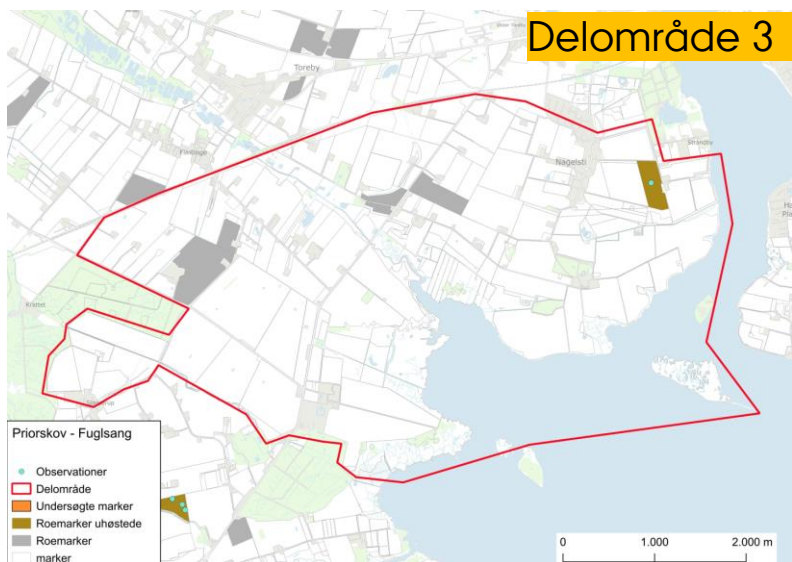 Delområde 3
Toreby
Flintinge
Nagelsti
Strandby
Priorskov - Fuglsang
Observationer
Delområde
Undersøgte marker
Roemarker uhøstede
Roemarker
marker
0 1.000 2.000 m